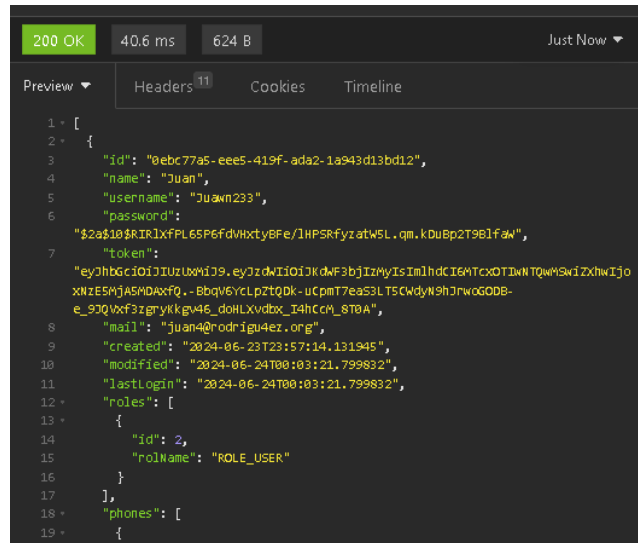 200 OK 40.6 ms 624 B Just Now
Preview Headers 11 Cookies Timeline
1 [
2 {
3 "id": "0ebc77a5-eee5-419f-ada2-1a943d13bd12",
4 "name": "Juan",
5 "username": "Juawn233",
6 "password":
"$2a$10$RIRlXfPL65P6fdVHxtyBFe/lHPSRfyzatW5L.qm.kDuBp2T9BlfaW",
7 "token":
"eyJhbGciOiJIUzUxMiJ9.eyJzdWIiOiJKdWF3bjIzMyIsImlhdCI6MTcxOTIwNTQwMSwiZXhwIjo
xNzE5MjA5MDAxfQ.-BbqV6YcLpZtQDk-uCpmT7eaS3LT5CWdyN9hJrwoGODB-
e_9JQVxf3zgryKkgv46_doHLXvdbx_I4hCcM_8T0A",
8 "mail": "juan4@rodrigu4ez.org",
9 "created": "2024-06-23T23:57:14.131945",
10 "modified": "2024-06-24T00:03:21.799832",
11 "lastLogin": "2024-06-24T00:03:21.799832",
12 "roles": [
13 {
14 "id": 2,
15 "rolName": "ROLE_USER"
16 }
17 ],
18 "phones": [
19 {